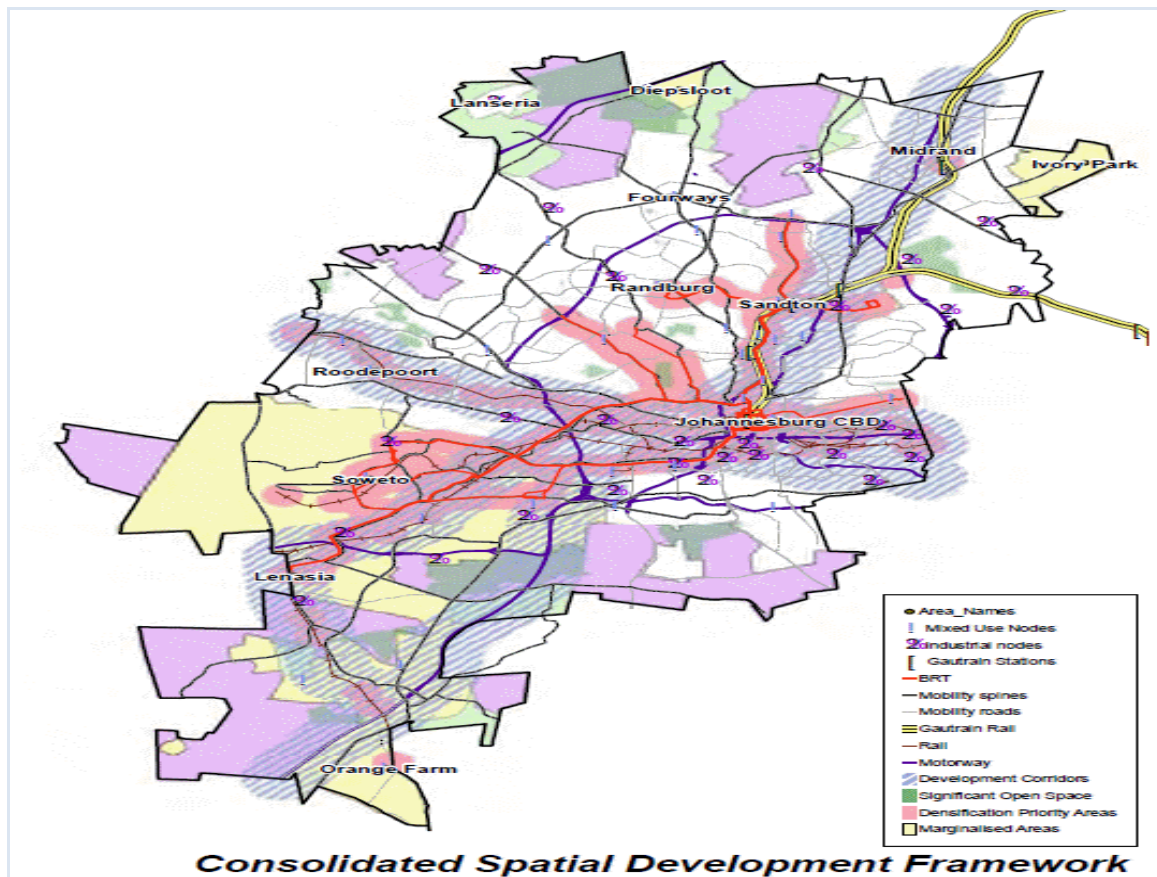 Lanseria
Diepsloot
Midrand
Ivory Park
Fourways
Randburg
Sandton
Roodepoort
Johannesburg CBD
Soweto
Lenasia
Orange Farm
Area_Names
Mixed Use Nodes
Industrial nodes
Gautrain Stations
BRT
Mobility spines
Mobility roads
Gautrain Rail
Rail
Motorway
Development Corridors
Significant Open Space
Densification Priority Areas
Marginalised Areas
Consolidated Spatial Development Framework